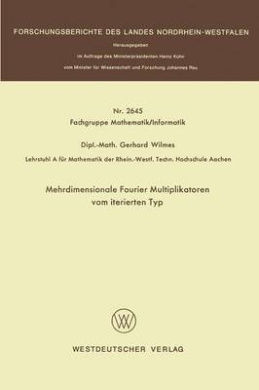 FORSCHUNGSBERICHTE DES LANDES NORDRHEIN-WESTFALEN
Herausgegeben
im Auftrage des Ministerpräsidenten Heinz Kühn
vom Minister für Wissenschaft und Forschung Johannes Rau
Nr. 2645
Fachgruppe Mathematik/Informatik
Dipl.-Math. Gerhard Wilmes
Lehrstuhl A für Mathematik der Rhein.-Westf. Techn. Hochschule Aachen
Mehrdimensionale Fourier Multiplikatoren
vom iterierten Typ
WESTDEUTSCHER VERLAG